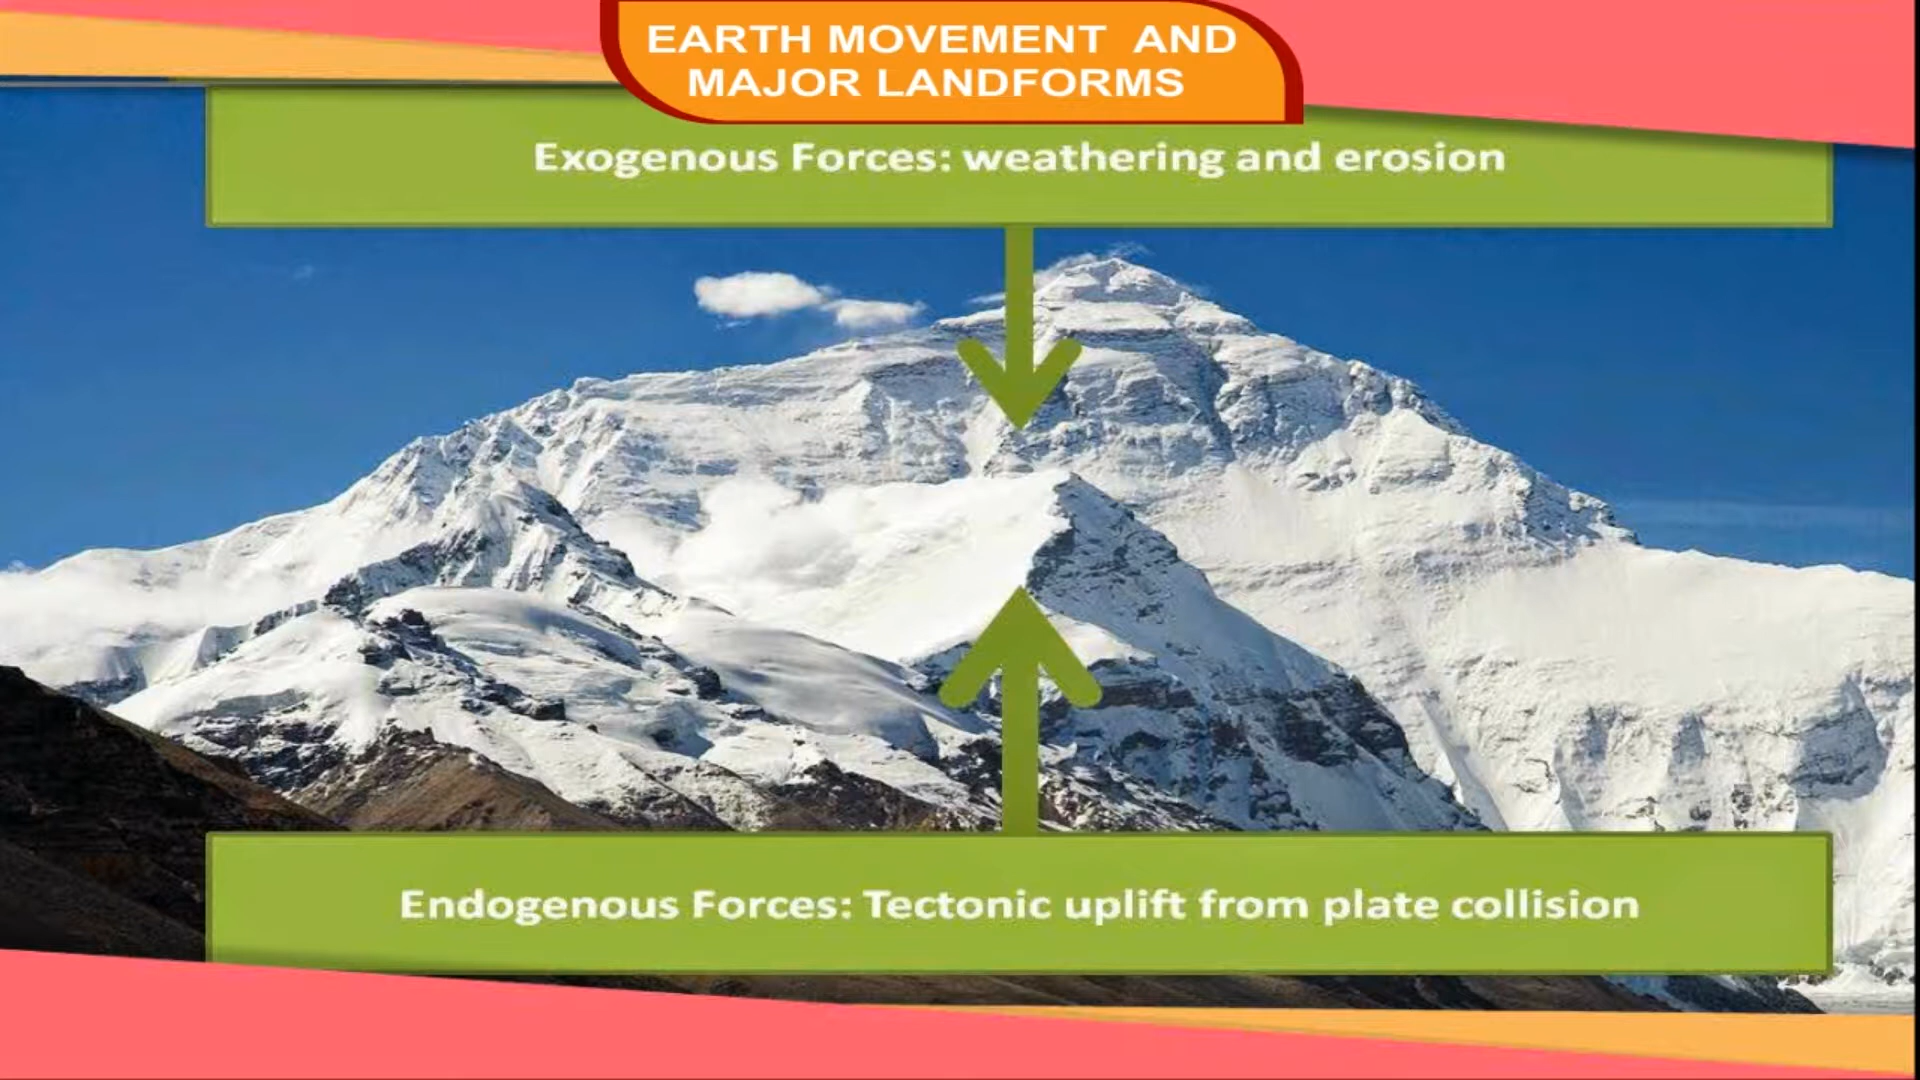 EARTH MOVEMENT AND
MAJOR LANDFORMS
Exogenous Forces: weathering and erosion
Endogenous Forces: Tectonic uplift from plate collision